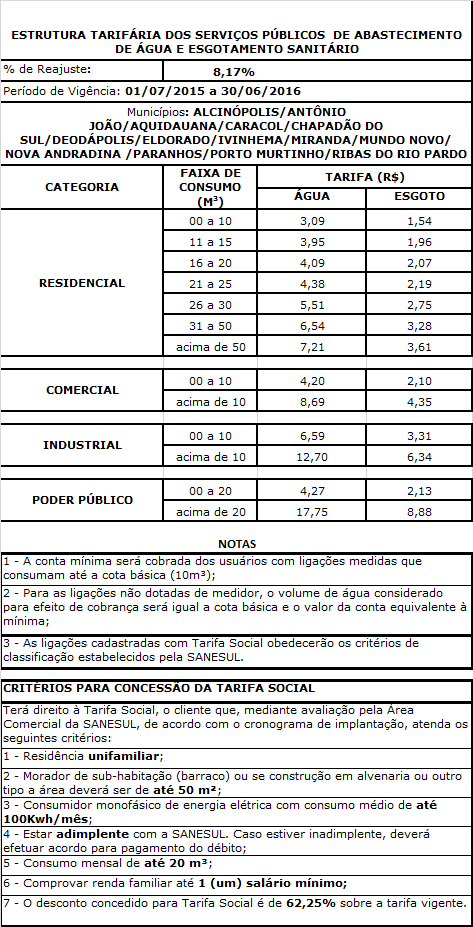 ESTRUTURA TARIFÁRIA DOS SERVIÇOS PÚBLICOS DE ABASTECIMENTO
DE ÁGUA E ESGOTAMENTO SANITÁRIO
% de Reajuste: 8,17%
Período de Vigência: 01/07/2015 a 30/06/2016
Municípios: ALCINÓPOLIS/ANTÔNIO
JOÃO/AQUIDAUANA/CARACOL/CHAPADÃO DO
SUL/DEODÁPOLIS/ELDORADO/IVINHEMA/MIRANDA/MUNDO NOVO/
NOVA ANDRADINA /PARANHOS/PORTO MURTINHO/RIBAS DO RIO PARDO
CATEGORIA FAIXA DE CONSUMO (M³) TARIFA (R$)
ÁGUA ESGOTO
RESIDENCIAL
00 a 10 3,09 1,54
11 a 15 3,95 1,96
16 a 20 4,09 2,07
21 a 25 4,38 2,19
26 a 30 5,51 2,75
31 a 50 6,54 3,28
acima de 50 7,21 3,61
COMERCIAL
00 a 10 4,20 2,10
acima de 10 8,69 4,35
INDUSTRIAL
00 a 10 6,59 3,31
acima de 10 12,70 6,34
PODER PÚBLICO
00 a 20 4,27 2,13
acima de 20 17,75 8,88
NOTAS
1 - A conta mínima será cobrada dos usuários com ligações medidas que
consumam até a cota básica (10m³);
2 - Para as ligações não dotadas de medidor, o volume de água considerado
para efeito de cobrança será igual a cota básica e o valor da conta equivalente à
mínima;
3 - As ligações cadastradas com Tarifa Social obedecerão os critérios de
classificação estabelecidos pela SANESUL.
CRITÉRIOS PARA CONCESSÃO DA TARIFA SOCIAL
Terá direito à Tarifa Social, o cliente que, mediante avaliação pela Área
Comercial da SANESUL, de acordo com o cronograma de implantação, atenda os
seguintes critérios:
1 - Residência unifamiliar;
2 - Morador de sub-habitação (barraco) ou se construção em alvenaria ou outro
tipo a área deverá ser de até 50 m²;
3 - Consumidor monofásico de energia elétrica com consumo médio de até
100Kwh/mês;
4 - Estar adimplente com a SANESUL. Caso estiver inadimplente, deverá
efetuar acordo para pagamento do débito;
5 - Consumo mensal de até 20 m³;
6 - Comprovar renda familiar até 1 (um) salário mínimo;
7 - O desconto concedido para Tarifa Social é de 62,25% sobre a tarifa vigente.